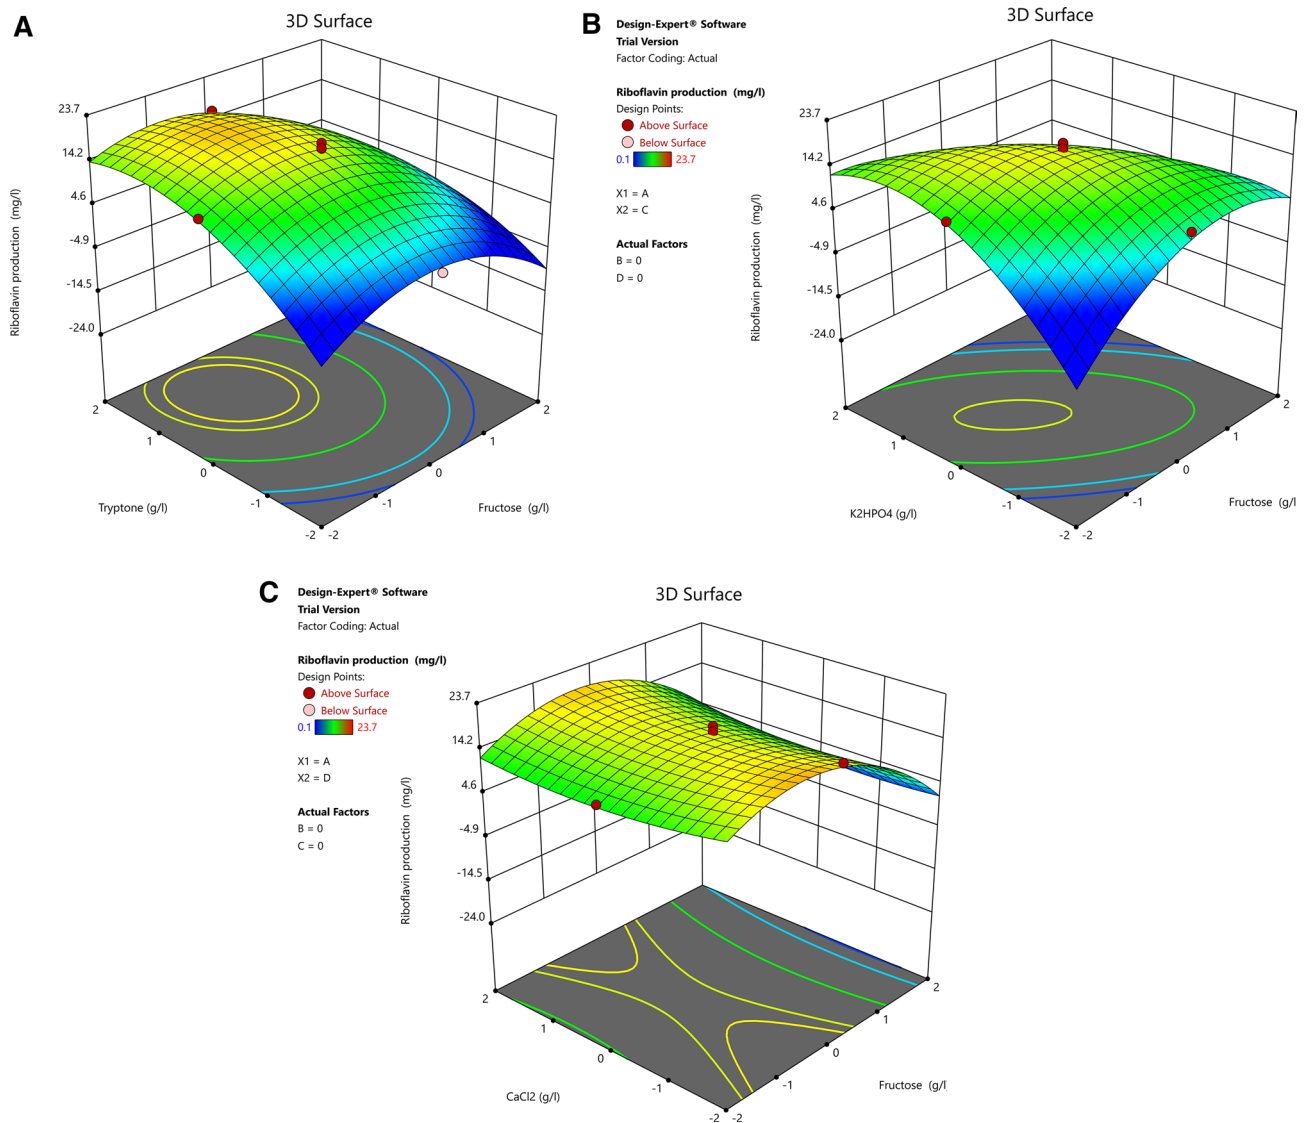 A
3D Surface
23.7
14.2
4.6
-4.9
-14.5
-24.0
Riboflavin production (mg/l)
2
1
0
-1
-2
Tryptone (g/l)
-2
-1
0
1
2
Fructose (g/l)
B
Design-Expert® Software
Trial Version
Factor Coding: Actual
Riboflavin production (mg/l)
Design Points:
Above Surface
Below Surface
0.1 23.7
X1 = A
X2 = C
Actual Factors
B = 0
D = 0
3D Surface
23.7
14.2
4.6
-4.9
-14.5
-24.0
Riboflavin production (mg/l)
2
1
0
-1
-2
K2HPO4 (g/l)
-2
-1
0
1
2
Fructose (g/l
C
Design-Expert® Software
Trial Version
Factor Coding: Actual
Riboflavin production (mg/l)
Design Points:
Above Surface
Below Surface
0.1 23.7
X1 = A
X2 = D
Actual Factors
B = 0
C = 0
3D Surface
23.7
14.2
4.6
-4.9
-14.5
-24.0
Riboflavin production (mg/l)
2
1
0
-1
-2
CaCl2 (g/l)
-2
-1
0
1
2
Fructose (g/l